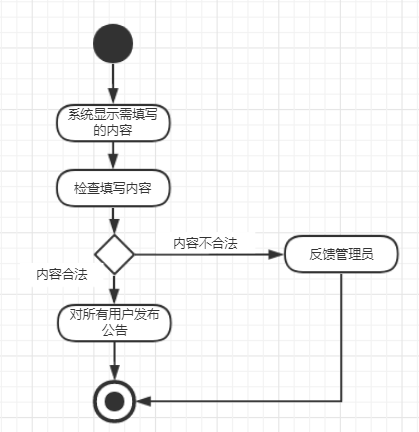 系统显示需填写
的内容
检查填写内容
内容不合法
反馈管理员
内容合法
对所有用户发布
公告